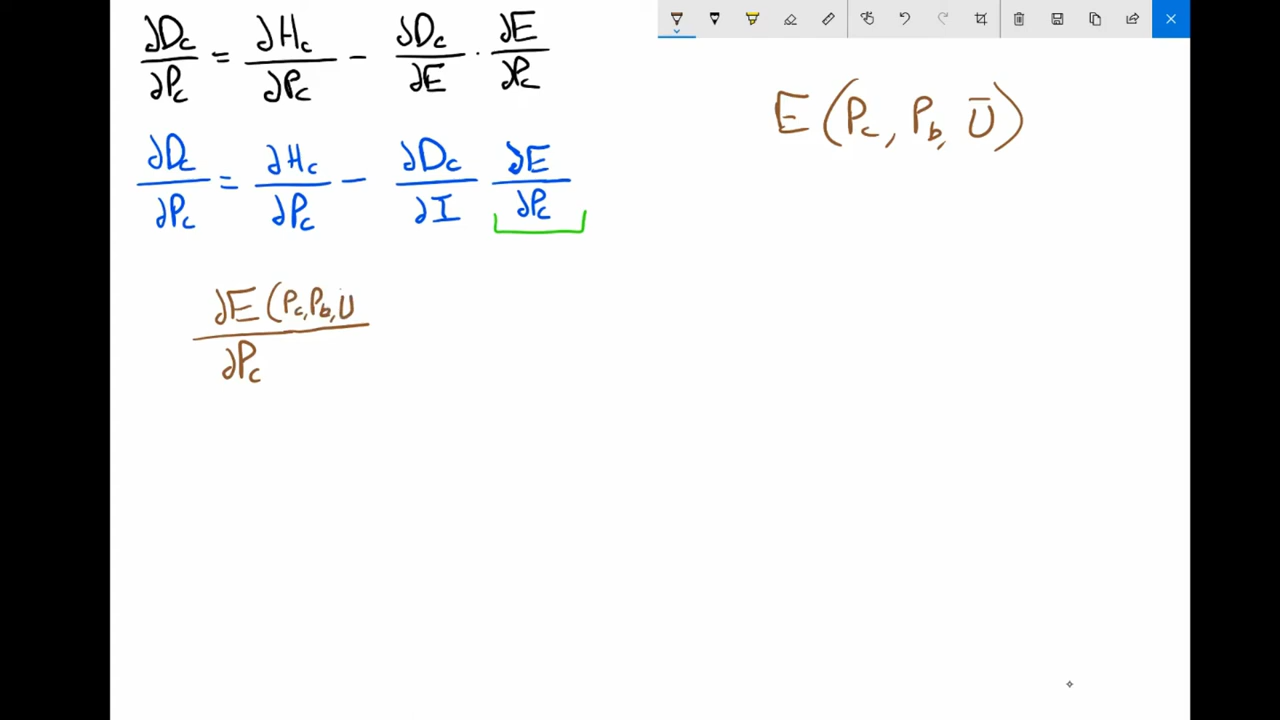 ∂Dc/∂Pc = ∂Hc/∂Pc − ∂Dc/∂E · ∂E/∂Pc
∂Dc/∂Pc = ∂Hc/∂Pc − ∂Dc/∂I ∂E/∂Pc
∂E(Pc,Pb,U/∂Pc
E(Pc, Pb, Ū)